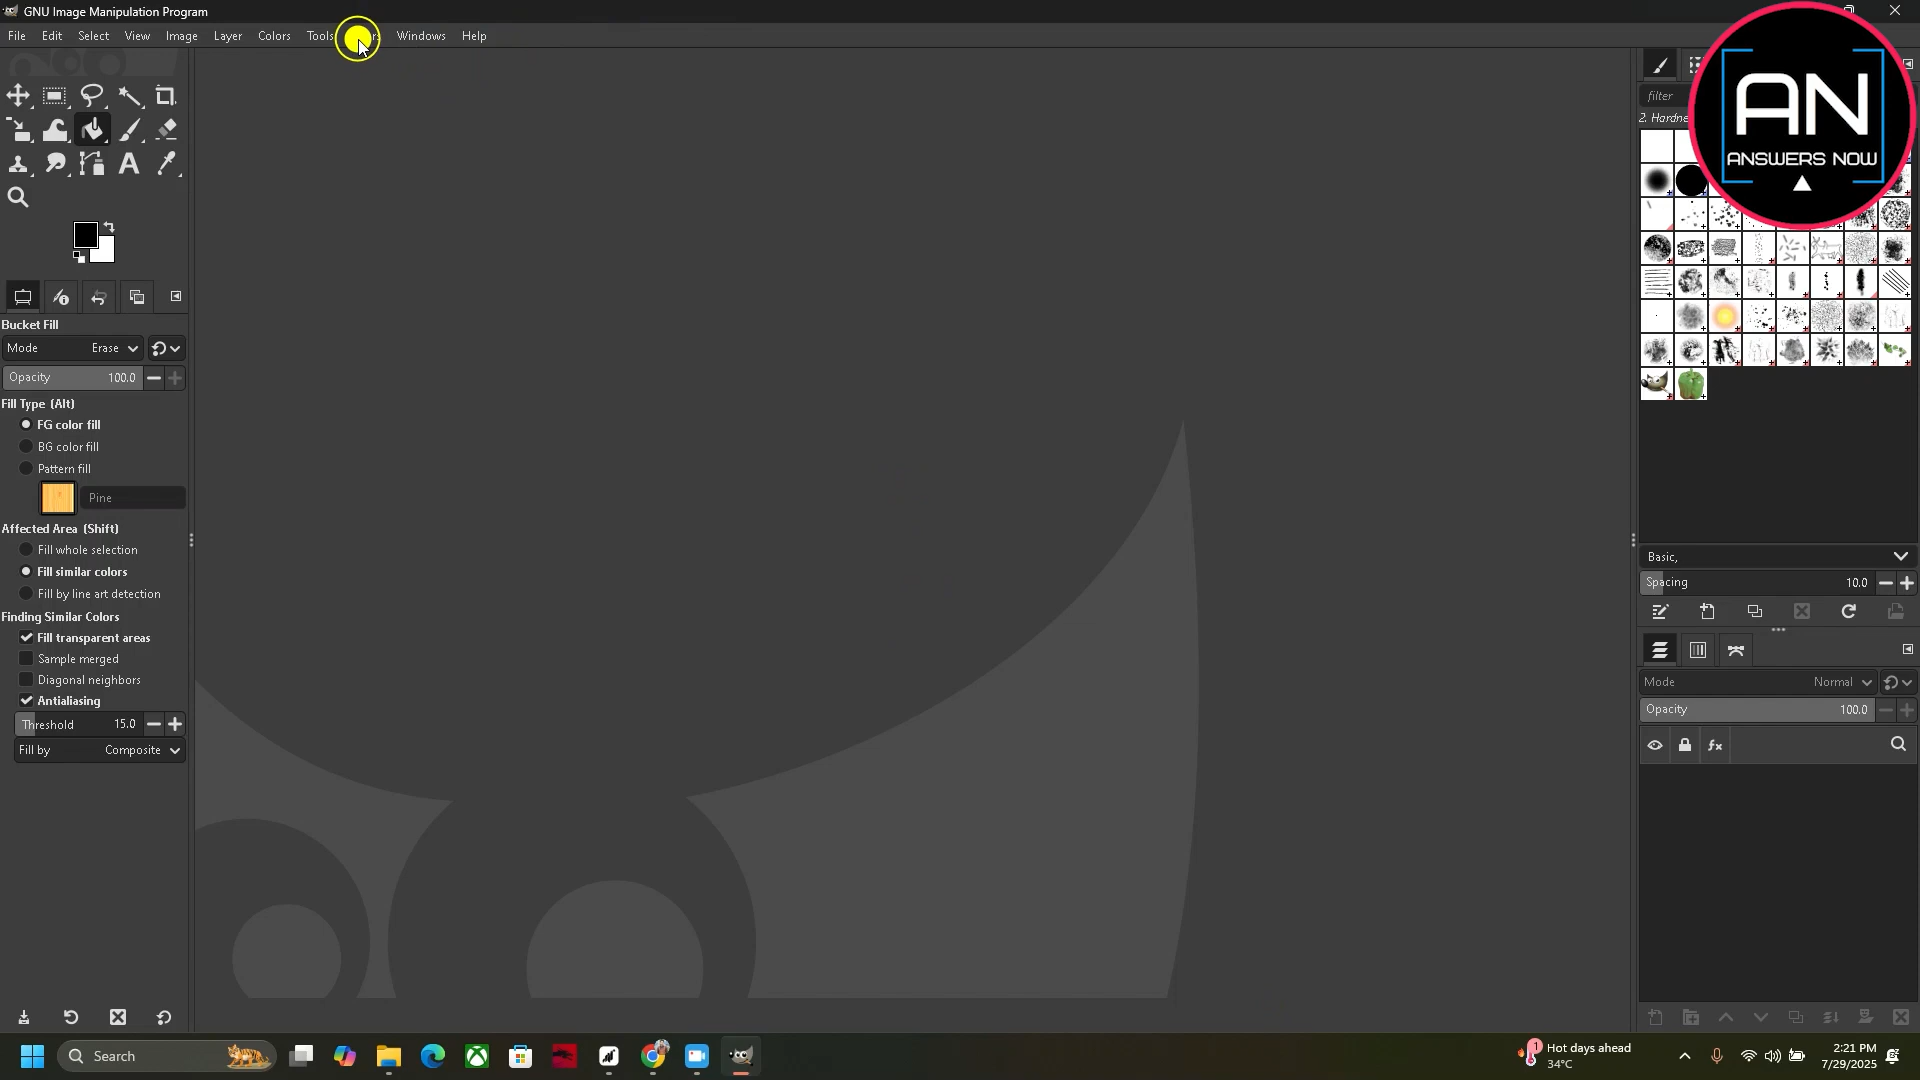 GNU Image Manipulation Program
File Edit Select View Image Layer Colors Tools Windows Help
filter
2. Hardne
AN
ANSWERS NOW
Bucket Fill
Mode Erase
Opacity 100.0
Fill Type (Alt)
FG color fill
BG color fill
Pattern fill
Pine
Affected Area (Shift)
Fill whole selection
Fill similar colors
Fill by line art detection
Finding Similar Colors
Fill transparent areas
Sample merged
Diagonal neighbors
Antialiasing
Threshold 15.0
Fill by Composite
Basic,
Spacing 10.0
Mode Normal
Opacity 100.0
Search
Hot days ahead
34°C
2:21 PM
7/29/2025